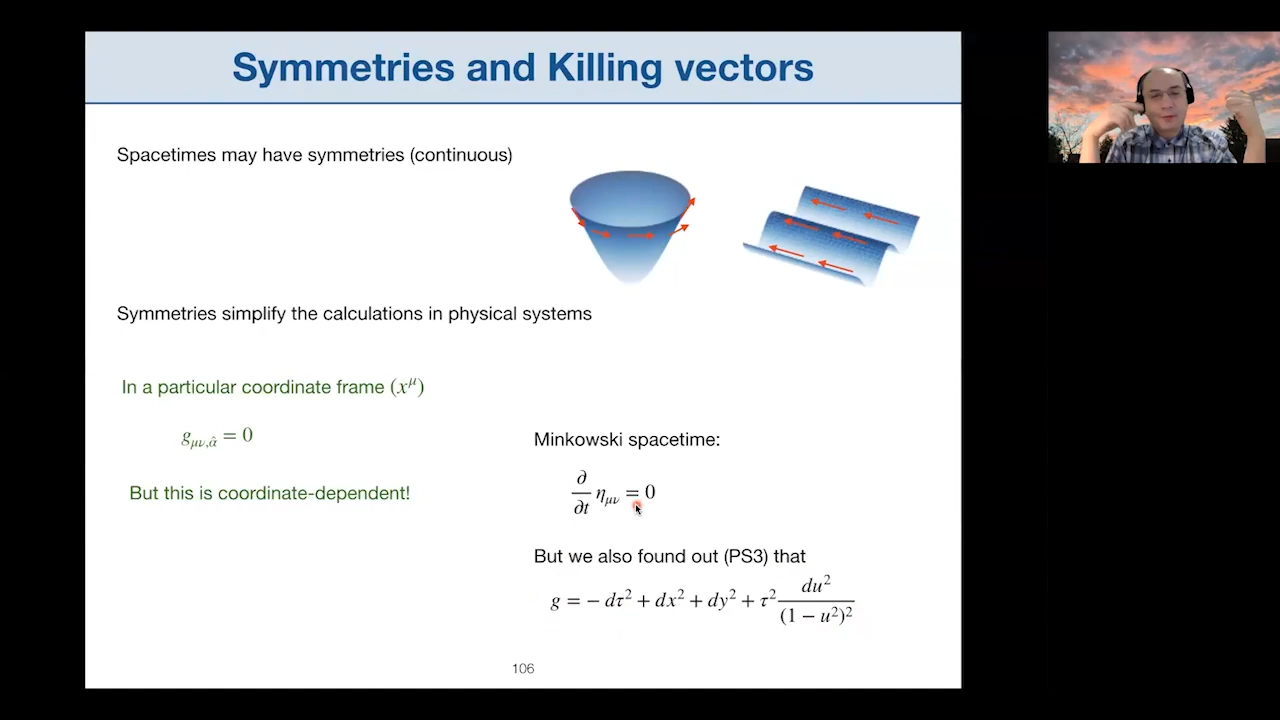 Symmetries and Killing vectors
Spacetimes may have symmetries (continuous)
Symmetries simplify the calculations in physical systems
In a particular coordinate frame (x^μ)
g_{μν,α̂} = 0
But this is coordinate-dependent!
Minkowski spacetime:
∂/∂t η_{μν} = 0
But we also found out (PS3) that
g = − dτ² + dx² + dy² + τ² du²/(1 − u²)²
106